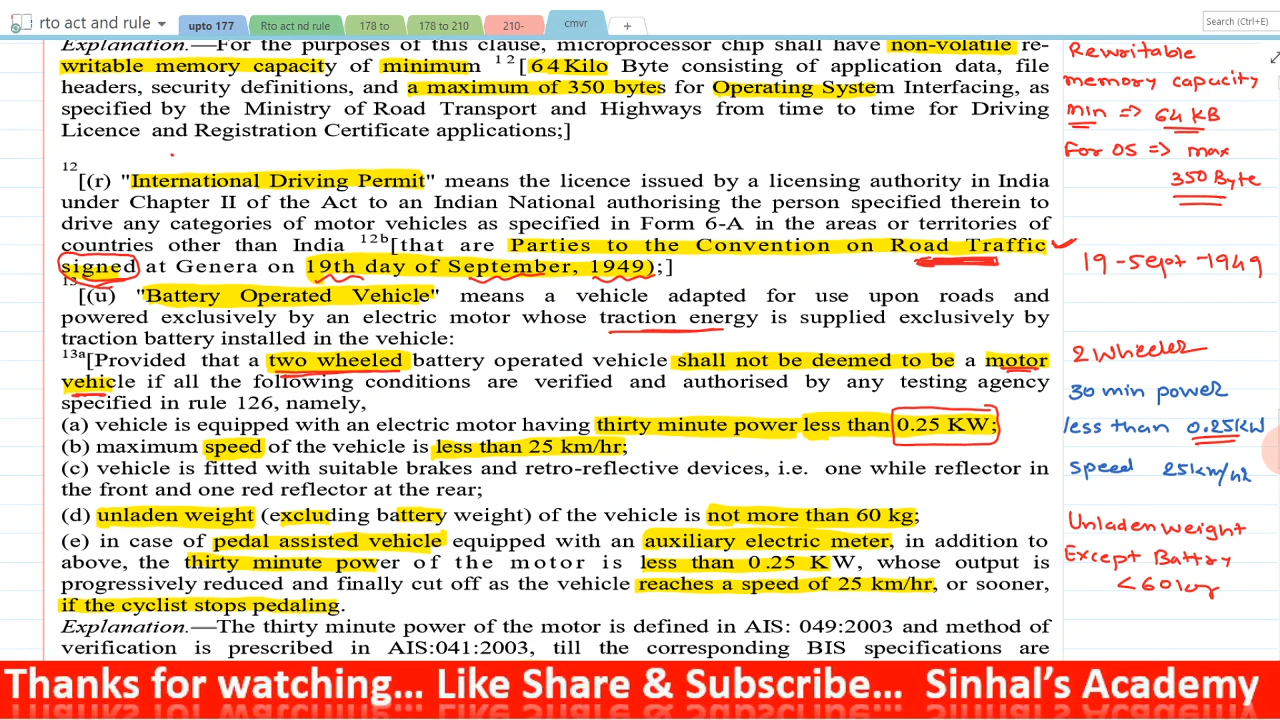 rto act and rule
upto 177
Rto act nd rule
178 to
178 to 210
210-
cmvr
+
Search (Ctrl+E)
Explanation.—For the purposes of this clause, microprocessor chip shall have non-volatile re-
writable memory capacity of minimum 12[64Kilo Byte consisting of application data, file
headers, security definitions, and a maximum of 350 bytes for Operating System Interfacing, as
specified by the Ministry of Road Transport and Highways from time to time for Driving
Licence and Registration Certificate applications;]
12[(r) "International Driving Permit" means the licence issued by a licensing authority in India
under Chapter II of the Act to an Indian National authorising the person specified therein to
drive any categories of motor vehicles as specified in Form 6-A in the areas or territories of
countries other than India 12b[that are Parties to the Convention on Road Traffic
signed at Genera on 19th day of September, 1949);]
13[(u) "Battery Operated Vehicle" means a vehicle adapted for use upon roads and
powered exclusively by an electric motor whose traction energy is supplied exclusively by
traction battery installed in the vehicle:
13a[Provided that a two wheeled battery operated vehicle shall not be deemed to be a motor
vehicle if all the following conditions are verified and authorised by any testing agency
specified in rule 126, namely,
(a) vehicle is equipped with an electric motor having thirty minute power less than 0.25 KW;
(b) maximum speed of the vehicle is less than 25 km/hr;
(c) vehicle is fitted with suitable brakes and retro-reflective devices, i.e. one while reflector in
the front and one red reflector at the rear;
(d) unladen weight (excluding battery weight) of the vehicle is not more than 60 kg;
(e) in case of pedal assisted vehicle equipped with an auxiliary electric meter, in addition to
above, the thirty minute power of the motor is less than 0.25 KW, whose output is
progressively reduced and finally cut off as the vehicle reaches a speed of 25 km/hr, or sooner,
if the cyclist stops pedaling.
Explanation.—The thirty minute power of the motor is defined in AIS: 049:2003 and method of
verification is prescribed in AIS:041:2003, till the corresponding BIS specifications are
Rewritable
memory capacity
min => 64 KB
For OS => max
350 Byte
19-Sept-1949
2 Wheeler
30 min power
less than 0.25KW
speed 25km/hr
Unladen weight
Except Battry
<60kg
Thanks for watching... Like Share & Subscribe... Sinhal's Academy